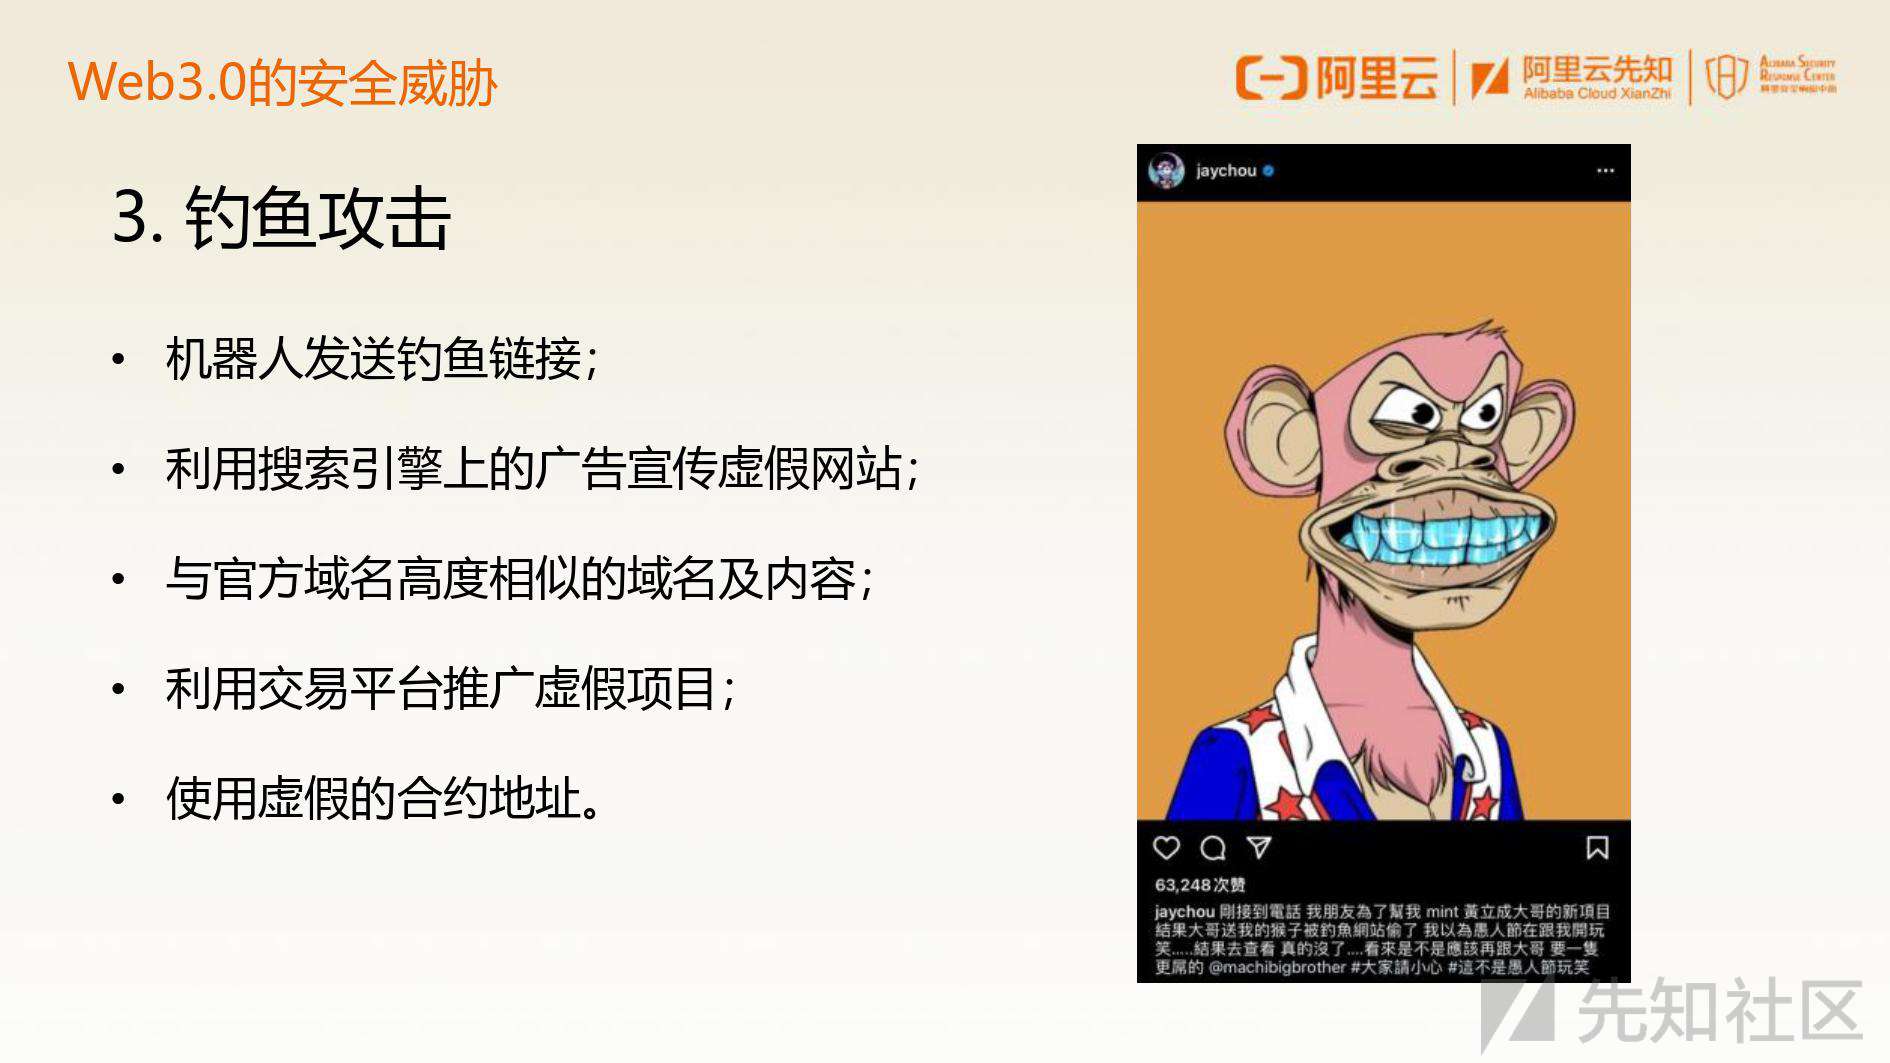 Web3.0的安全威胁
阿里云
阿里云先知
Alibaba Cloud XianZhi
ALIBABA SECURITY
RESPONSE CENTER
3. 钓鱼攻击
• 机器人发送钓鱼链接；
• 利用搜索引擎上的广告宣传虚假网站；
• 与官方域名高度相似的域名及内容；
• 利用交易平台推广虚假项目；
• 使用虚假的合约地址。
jaychou
63,248次赞
jaychou 剛接到電話 我朋友為了幫我 mint 黃立成大哥的新項目
結果大哥送我的猴子被釣魚網站偷了 我以為愚人節在跟我開玩
笑.....結果去查看 真的沒了....看來是不是應該再跟大哥 要一隻
更屌的 @machibigbrother #大家請小心 #這不是愚人節玩笑
先知社区